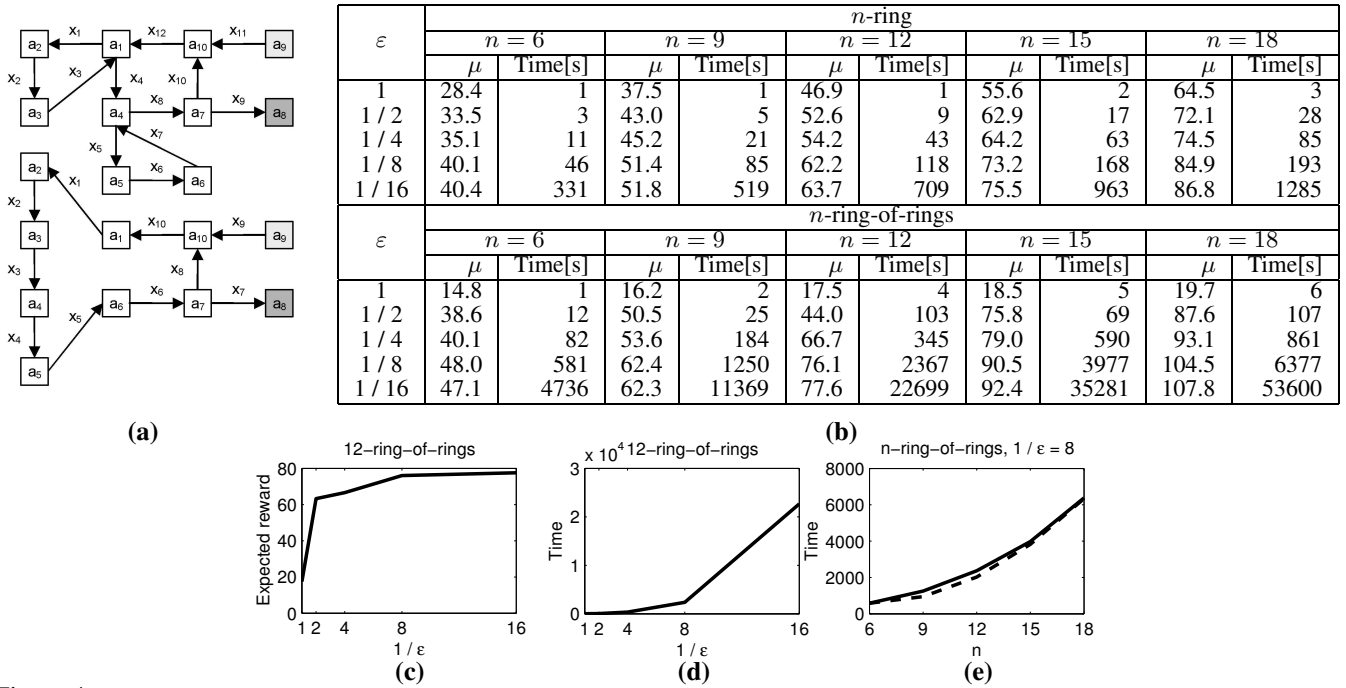 x₁ x₁₂ x₁₁
a₂ a₁ a₁₀ a₉
x₂ x₃ x₄ x₁₀
x₈ x₉
a₃ a₄ a₇ a₈
x₇
x₅ x₆
a₅ a₆
a₂ x₁
x₂
x₁₀ x₉
a₃ a₁ a₁₀ a₉
x₃ x₈
x₆ x₇
a₄ x₅ a₆ a₇ a₈
x₄
a₅
(a)
ε n-ring
n = 6 n = 9 n = 12 n = 15 n = 18
μ Time[s] μ Time[s] μ Time[s] μ Time[s] μ Time[s]
1 28.4 1 37.5 1 46.9 1 55.6 2 64.5 3
1 / 2 33.5 3 43.0 5 52.6 9 62.9 17 72.1 28
1 / 4 35.1 11 45.2 21 54.2 43 64.2 63 74.5 85
1 / 8 40.1 46 51.4 85 62.2 118 73.2 168 84.9 193
1 / 16 40.4 331 51.8 519 63.7 709 75.5 963 86.8 1285
ε n-ring-of-rings
n = 6 n = 9 n = 12 n = 15 n = 18
μ Time[s] μ Time[s] μ Time[s] μ Time[s] μ Time[s]
1 14.8 1 16.2 2 17.5 4 18.5 5 19.7 6
1 / 2 38.6 12 50.5 25 44.0 103 75.8 69 87.6 107
1 / 4 40.1 82 53.6 184 66.7 345 79.0 590 93.1 861
1 / 8 48.0 581 62.4 1250 76.1 2367 90.5 3977 104.5 6377
1 / 16 47.1 4736 62.3 11369 77.6 22699 92.4 35281 107.8 53600
(b)
12−ring−of−rings
80
60
40
20
0
Expected reward
1 2 4 8 16
1 / ε
(c)
x 10⁴ 12−ring−of−rings
3
2
1
0
Time
1 2 4 8 16
1 / ε
(d)
n−ring−of−rings, 1 / ε = 8
8000
6000
4000
2000
0
Time
6 9 12 15 18
n
(e)